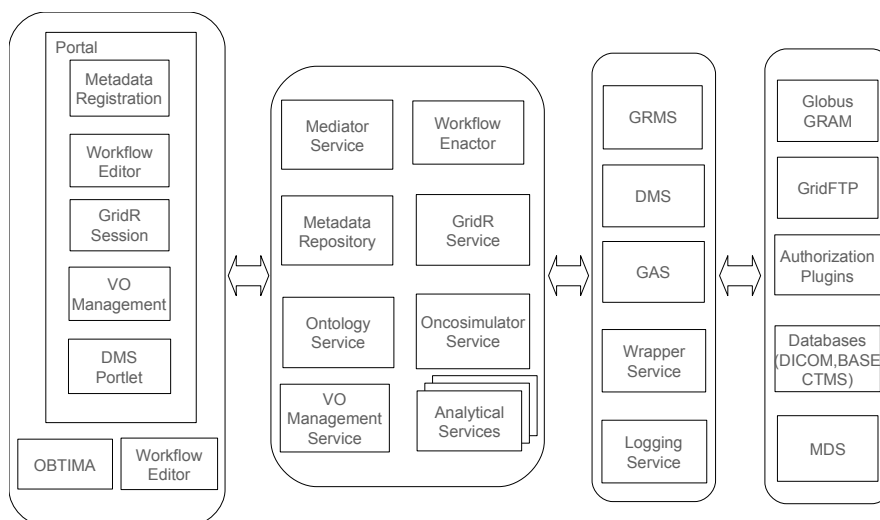 Portal
Metadata
Registration
Workflow
Editor
GridR
Session
VO
Management
DMS
Portlet
OBTIMA
Workflow
Editor
Mediator
Service
Workflow
Enactor
Metadata
Repository
GridR
Service
Ontology
Service
Oncosimulator
Service
VO
Management
Service
Analytical
Services
GRMS
DMS
GAS
Wrapper
Service
Logging
Service
Globus
GRAM
GridFTP
Authorization
Plugins
Databases
(DICOM,BASE
CTMS)
MDS